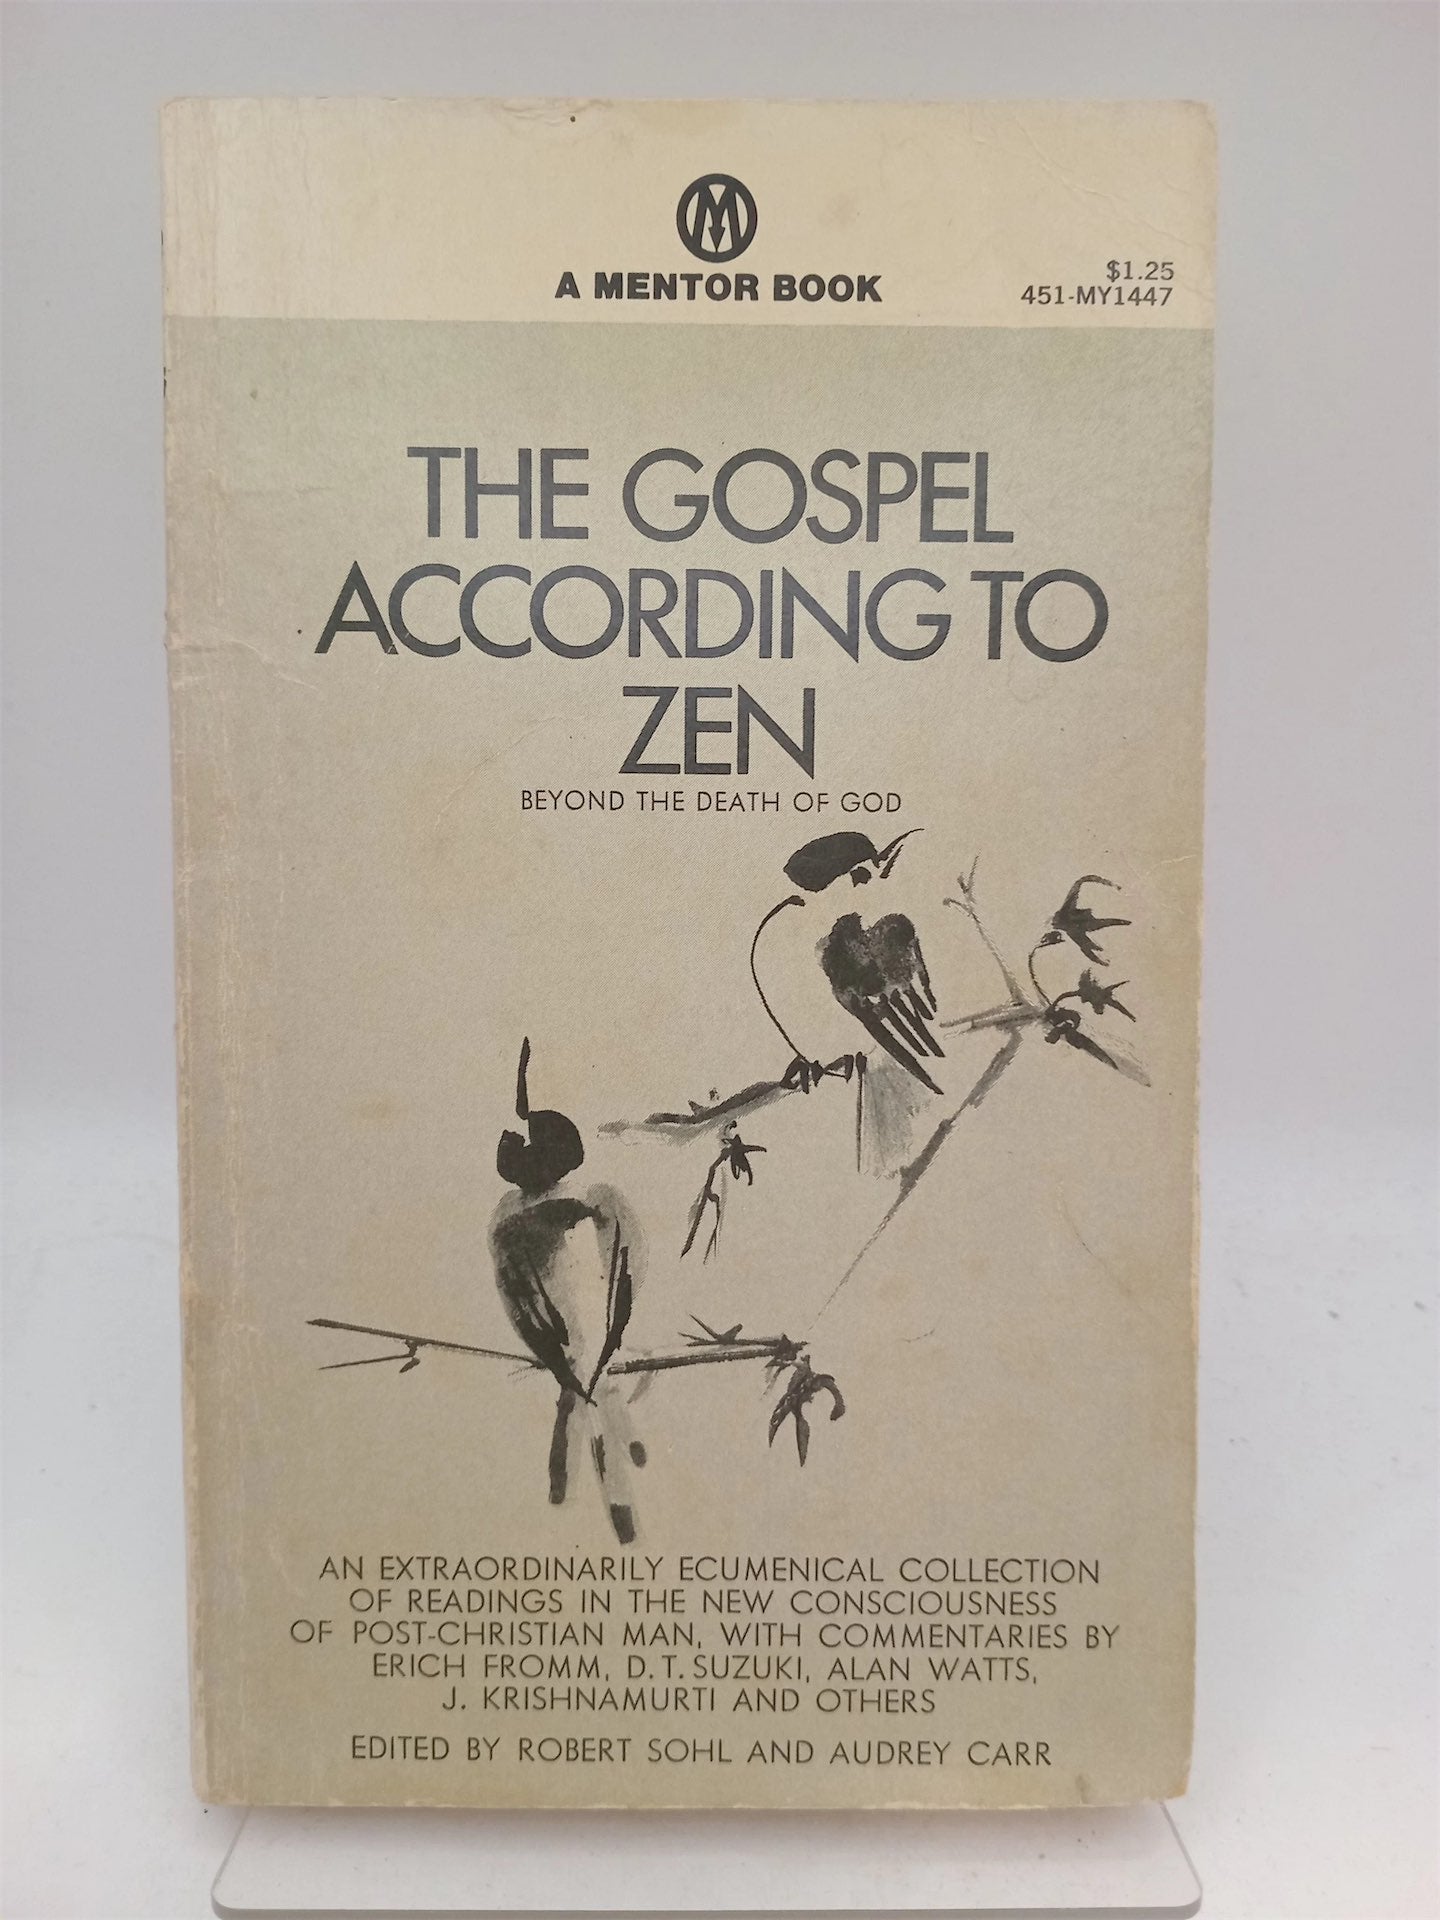 M
A MENTOR BOOK
$1.25
451-MY1447
THE GOSPEL
ACCORDING TO
ZEN
BEYOND THE DEATH OF GOD
AN EXTRAORDINARILY ECUMENICAL COLLECTION
OF READINGS IN THE NEW CONSCIOUSNESS
OF POST-CHRISTIAN MAN, WITH COMMENTARIES BY
ERICH FROMM, D.T. SUZUKI, ALAN WATTS,
J. KRISHNAMURTI AND OTHERS
EDITED BY ROBERT SOHL AND AUDREY CARR